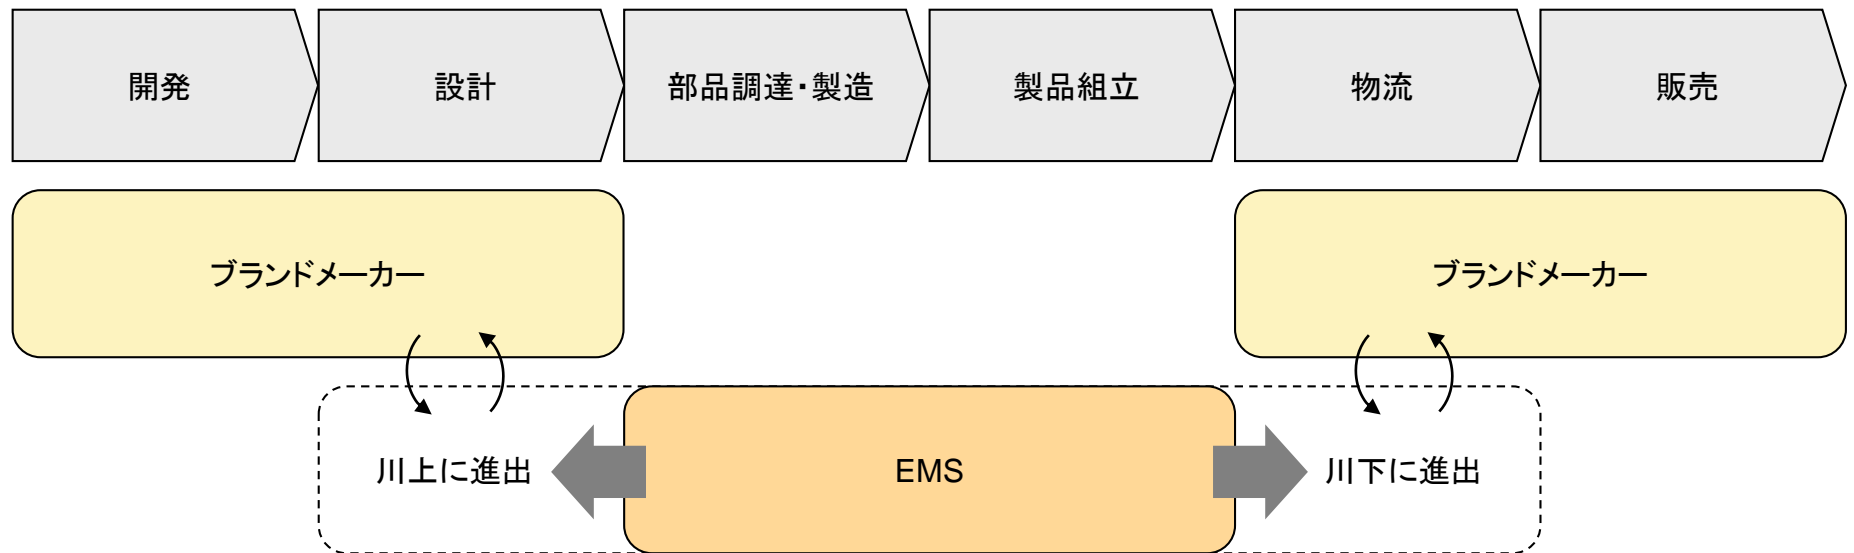 開発
設計
部品調達・製造
製品組立
物流
販売
ブランドメーカー
ブランドメーカー
川上に進出
EMS
川下に進出